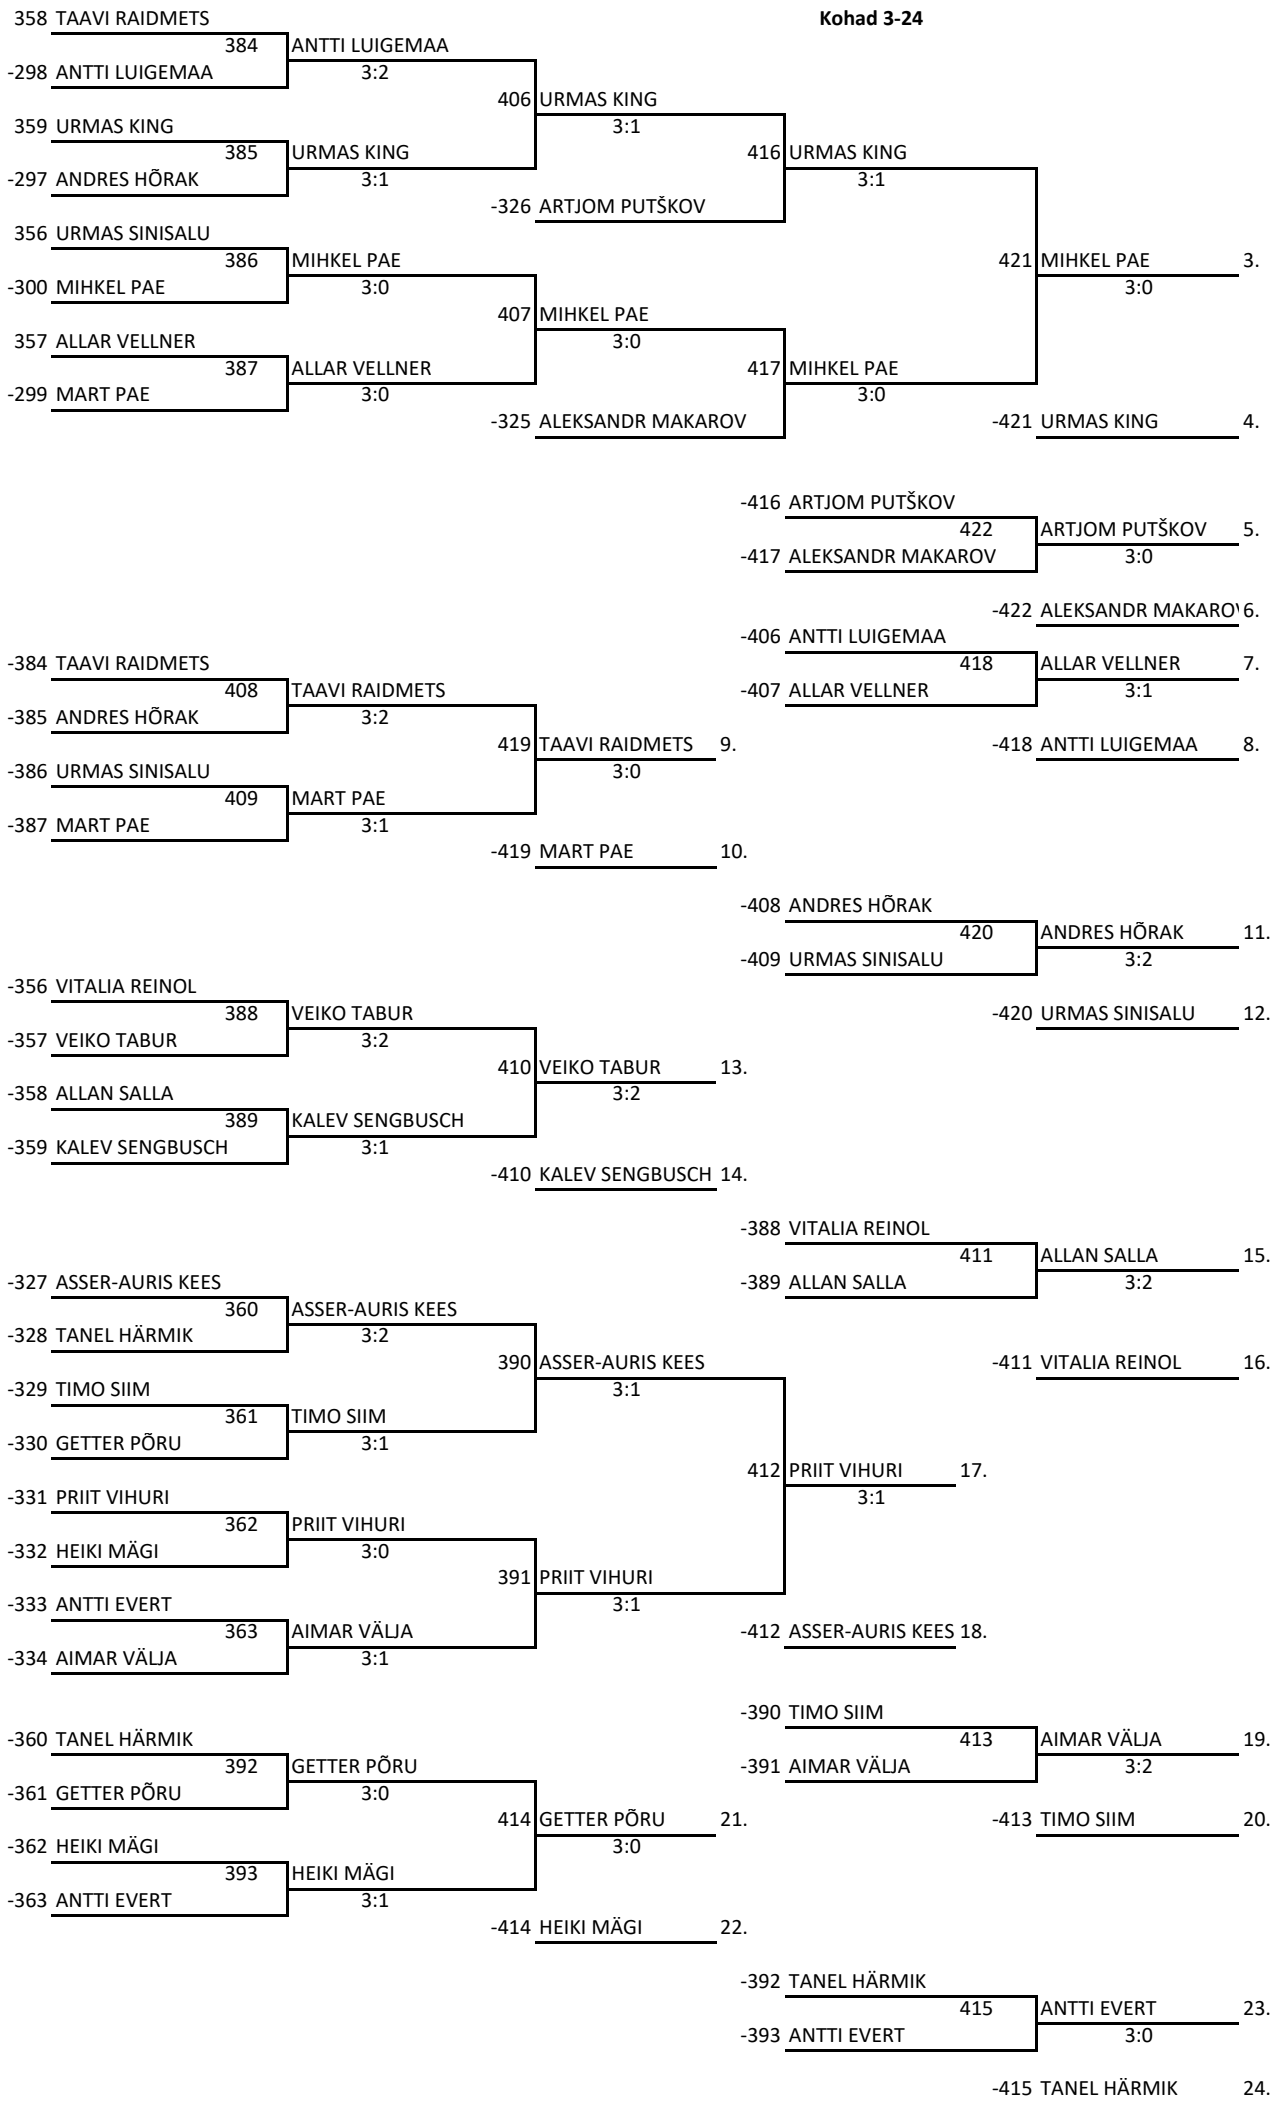 358 TAAVI RAIDMETS Kohad 3-24
384 ANTTI LUIGEMAA
-298 ANTTI LUIGEMAA 3:2
406 URMAS KING
359 URMAS KING 3:1
385 URMAS KING 416 URMAS KING
-297 ANDRES HÕRAK 3:1 3:1
-326 ARTJOM PUTŠKOV
356 URMAS SINISALU
386 MIHKEL PAE 421 MIHKEL PAE 3.
-300 MIHKEL PAE 3:0 3:0
407 MIHKEL PAE
357 ALLAR VELLNER 3:0
387 ALLAR VELLNER 417 MIHKEL PAE
-299 MART PAE 3:0 3:0
-325 ALEKSANDR MAKAROV -421 URMAS KING 4.
-416 ARTJOM PUTŠKOV
422 ARTJOM PUTŠKOV 5.
-417 ALEKSANDR MAKAROV 3:0
-422 ALEKSANDR MAKAROV 6.
-406 ANTTI LUIGEMAA
-384 TAAVI RAIDMETS 418 ALLAR VELLNER 7.
408 TAAVI RAIDMETS -407 ALLAR VELLNER 3:1
-385 ANDRES HÕRAK 3:2
419 TAAVI RAIDMETS 9. -418 ANTTI LUIGEMAA 8.
-386 URMAS SINISALU 3:0
409 MART PAE
-387 MART PAE 3:1
-419 MART PAE 10.
-408 ANDRES HÕRAK
420 ANDRES HÕRAK 11.
-409 URMAS SINISALU 3:2
-356 VITALIA REINOL
388 VEIKO TABUR -420 URMAS SINISALU 12.
-357 VEIKO TABUR 3:2
410 VEIKO TABUR 13.
-358 ALLAN SALLA 3:2
389 KALEV SENGBUSCH
-359 KALEV SENGBUSCH 3:1
-410 KALEV SENGBUSCH 14.
-388 VITALIA REINOL
411 ALLAN SALLA 15.
-327 ASSER-AURIS KEES -389 ALLAN SALLA 3:2
360 ASSER-AURIS KEES
-328 TANEL HÄRMIK 3:2
390 ASSER-AURIS KEES -411 VITALIA REINOL 16.
-329 TIMO SIIM 3:1
361 TIMO SIIM
-330 GETTER PÕRU 3:1
412 PRIIT VIHURI 17.
-331 PRIIT VIHURI 3:1
362 PRIIT VIHURI
-332 HEIKI MÄGI 3:0
391 PRIIT VIHURI
-333 ANTTI EVERT 3:1
363 AIMAR VÄLJA -412 ASSER-AURIS KEES 18.
-334 AIMAR VÄLJA 3:1
-390 TIMO SIIM
-360 TANEL HÄRMIK 413 AIMAR VÄLJA 19.
392 GETTER PÕRU -391 AIMAR VÄLJA 3:2
-361 GETTER PÕRU 3:0
414 GETTER PÕRU 21. -413 TIMO SIIM 20.
-362 HEIKI MÄGI 3:0
393 HEIKI MÄGI
-363 ANTTI EVERT 3:1
-414 HEIKI MÄGI 22.
-392 TANEL HÄRMIK
415 ANTTI EVERT 23.
-393 ANTTI EVERT 3:0
-415 TANEL HÄRMIK 24.